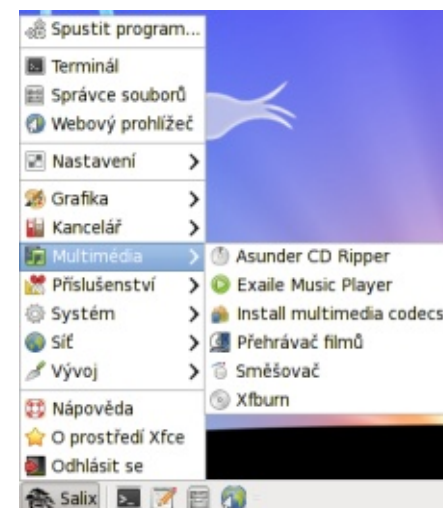 Spustit program...
Terminál
Správce souborů
Webový prohlížeč
Nastavení
Grafika
Kancelář
Multimédia
Příslušenství
Systém
Síť
Vývoj
Nápověda
O prostředí Xfce
Odhlásit se
Asunder CD Ripper
Exaile Music Player
Install multimedia codecs
Přehrávač filmů
Směšovač
Xfburn
Salix